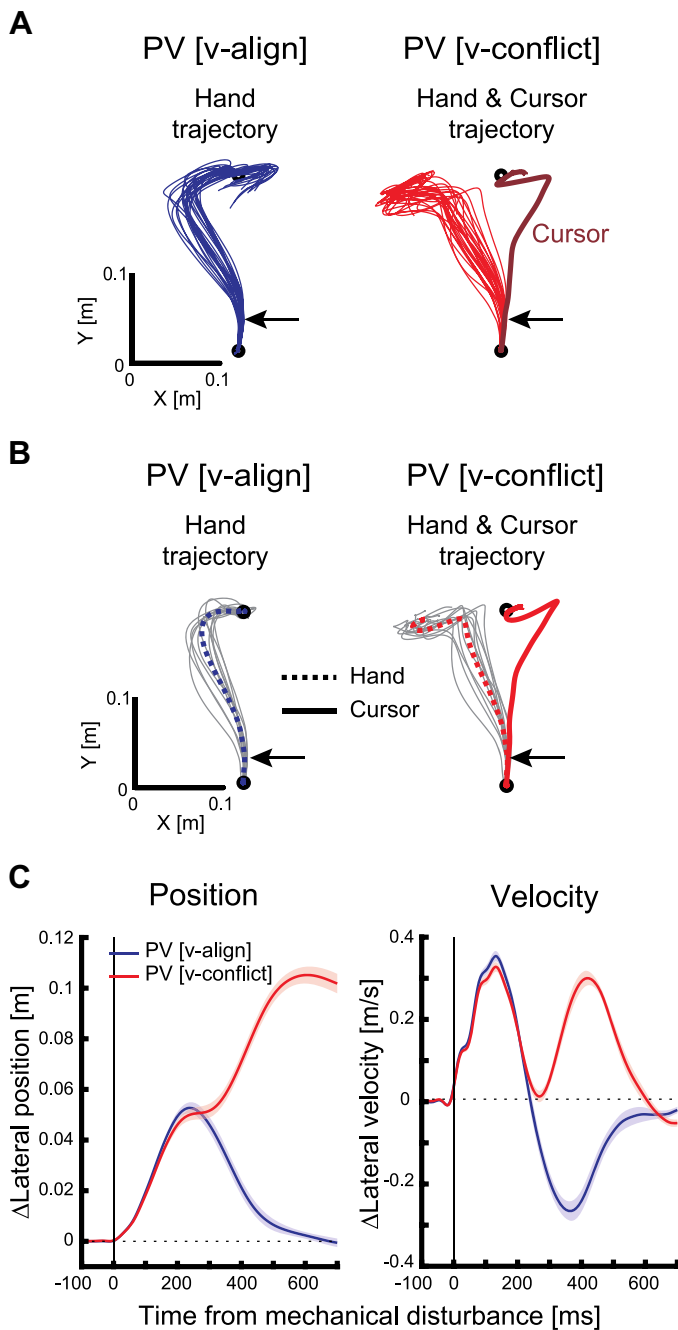 A
PV [v-align]
PV [v-conflict]
Hand
trajectory
Hand & Cursor
trajectory
Cursor
0.1
Y [m]
0
0
0.1
X [m]
B
PV [v-align]
PV [v-conflict]
Hand
trajectory
Hand & Cursor
trajectory
Hand
Cursor
0.1
Y [m]
0
0
0.1
X [m]
C
Position
Velocity
PV [v-align]
PV [v-conflict]
ΔLateral position [m]
0.12
0.1
0.08
0.06
0.04
0.02
0
-100
0
200
400
600
ΔLateral velocity [m/s]
0.4
0.2
0
-0.2
-0.4
-100
0
200
400
600
Time from mechanical disturbance [ms]